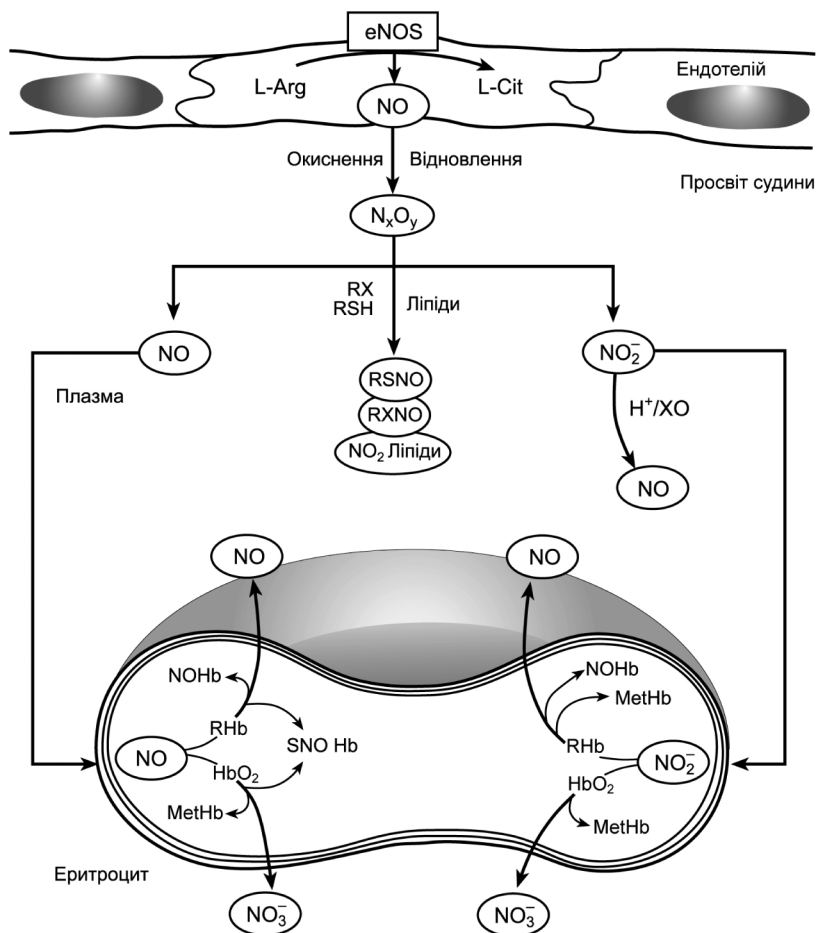 eNOS
Ендотелій
L-Arg
L-Cit
NO
Окиснення
Відновлення
Просвіт судини
NₓOᵧ
RX
RSH
Ліпіди
NO
NO₂⁻
RSNO
Плазма
RXNO
H⁺/XO
NO₂ Ліпіди
NO
NO
NO
NOHb
NOHb
MetHb
RHb
SNO Hb
RHb
NO
NO₂⁻
HbO₂
HbO₂
MetHb
MetHb
Еритроцит
NO₃⁻
NO₃⁻